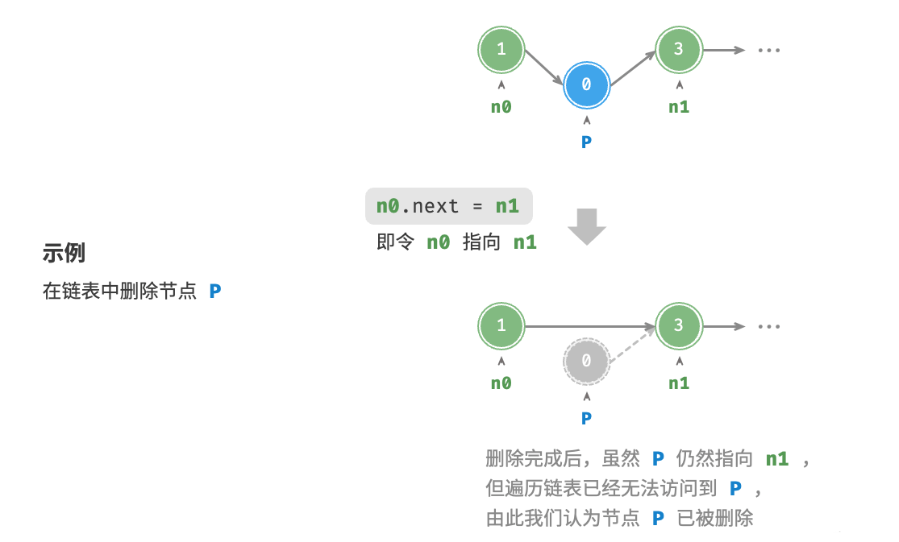 1
3
...
0
n0
n1
P
n0.next = n1
即令 n0 指向 n1
示例
在链表中删除节点 P
1
3
...
0
n0
n1
P
删除完成后，虽然 P 仍然指向 n1 ，
但遍历链表已经无法访问到 P ，
由此我们认为节点 P 已被删除